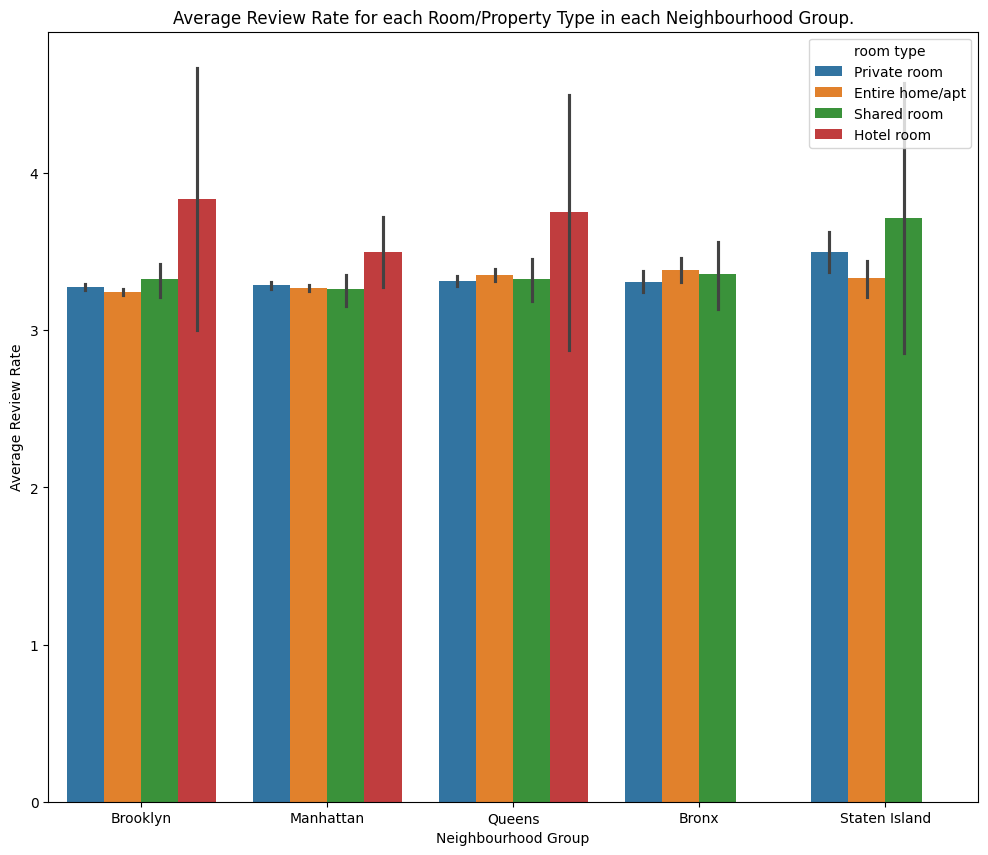 Average Review Rate for each Room/Property Type in each Neighbourhood Group.
room type
Private room
Entire home/apt
Shared room
Hotel room
Average Review Rate
4
3
2
1
0
Brooklyn
Manhattan
Queens
Bronx
Staten Island
Neighbourhood Group